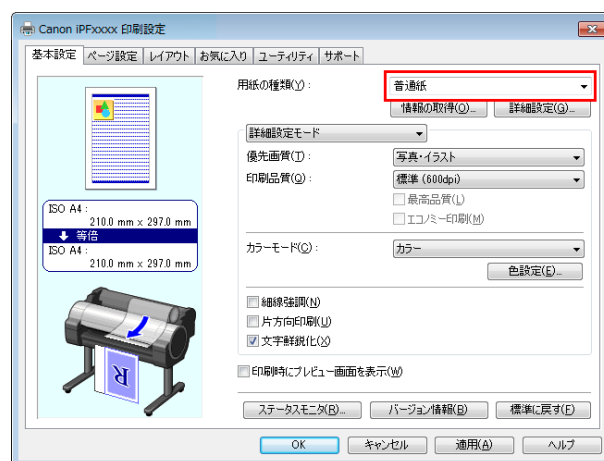 Canon iPFxxxx 印刷設定
基本設定 ページ設定 レイアウト お気に入り ユーティリティ サポート
用紙の種類(Y): 普通紙
情報の取得(O)... 詳細設定(G)...
詳細設定モード
優先画質(T): 写真・イラスト
印刷品質(Q): 標準 (600dpi)
最高品質(L)
エコノミー印刷(M)
ISO A4 :
210.0 mm x 297.0 mm
等倍
ISO A4 :
210.0 mm x 297.0 mm
カラーモード(C): カラー
色設定(E)...
細線強調(N)
片方向印刷(U)
文字鮮鋭化(X)
印刷時にプレビュー画面を表示(W)
R
ステータスモニタ(R)... バージョン情報(B) 標準に戻す(F)
OK キャンセル 適用(A) ヘルプ